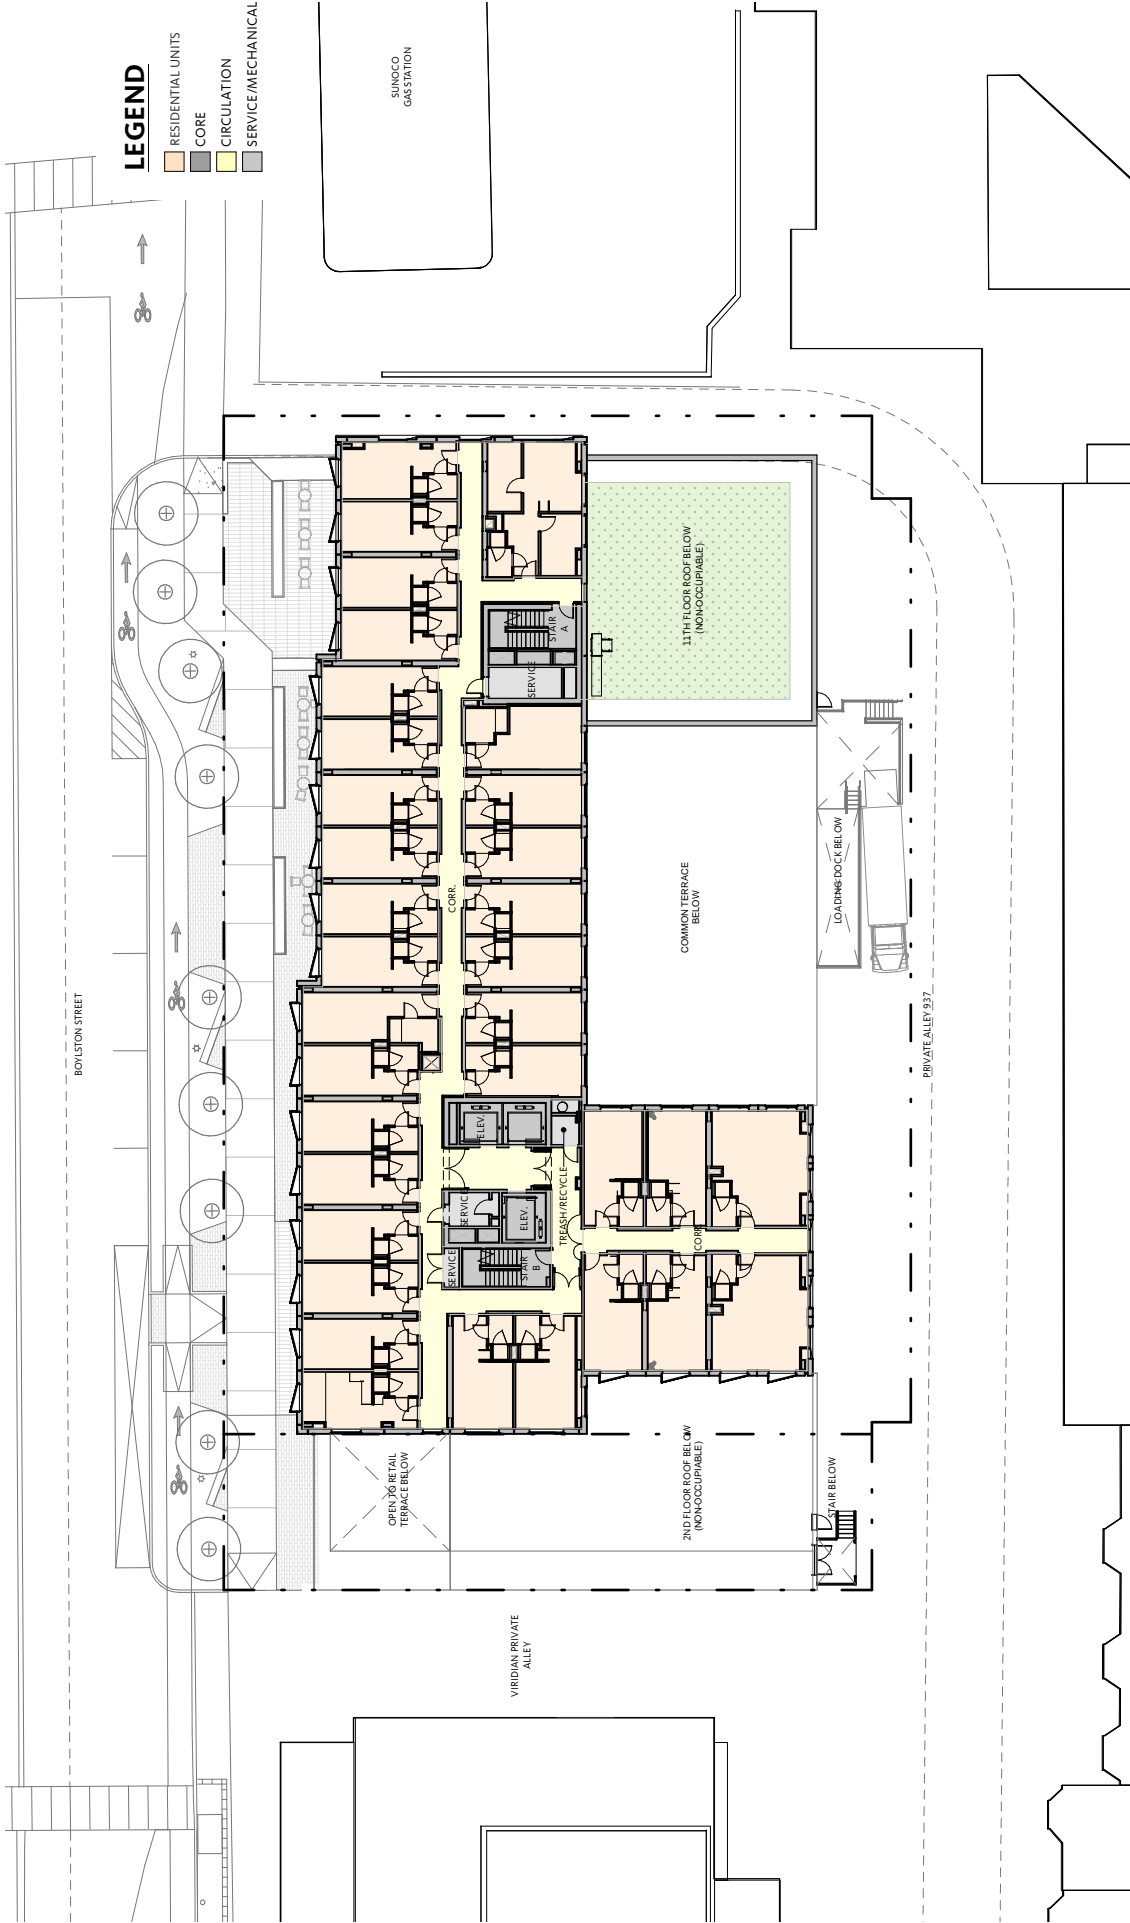 LEGEND
RESIDENTIAL UNITS
CORE
CIRCULATION
SERVICE/MECHANICAL
SUNOCO
GAS STATION
BOYLSTON STREET
STAIR
A
SERVICE
11TH FLOOR ROOF BELOW
(NON-OCCUPIABLE)
CORR.
COMMON TERRACE
BELOW
LOADING DOCK BELOW
PRIVATE ALLEY 937
ELEV.
SERVICE
ELEV.
TREASH/RECYCLE
SERVICE
STAIR
B
CORR.
OPEN TO RETAIL
TERRACE BELOW
2ND FLOOR ROOF BELOW
(NON-OCCUPIABLE)
STAIR BELOW
VIRIDIAN PRIVATE
ALLEY